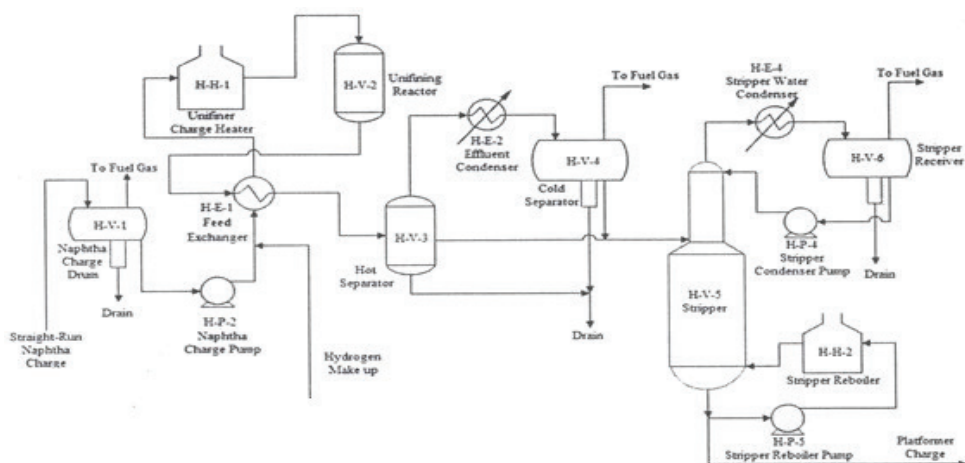 H-H-1
Unifiner
Charge Heater
H-V-2
Unifining
Reactor
H-E-4
Stripper Water
Condenser
To Fuel Gas
To Fuel Gas
H-E-2
Effluent
Condenser
H-V-4
Cold
Separator
H-V-6
Stripper
Receiver
To Fuel Gas
H-V-1
Naphtha
Charge
Drum
H-E-1
Feed
Exchanger
H-V-3
Hot
Separator
H-P-4
Stripper
Condenser Pump
Drain
H-V-5
Stripper
Drain
H-P-2
Naphtha
Charge Pump
Drain
Straight-Run
Naphtha
Charge
Hydrogen
Make up
H-H-2
Stripper Reboiler
H-P-5
Stripper Reboiler Pump
Platformer
Charge